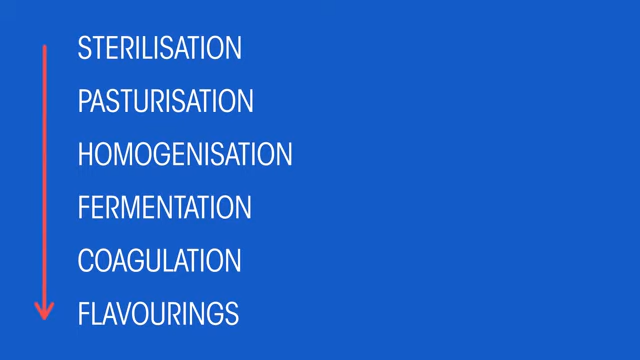 STERILISATION
PASTURISATION
HOMOGENISATION
FERMENTATION
COAGULATION
FLAVOURINGS